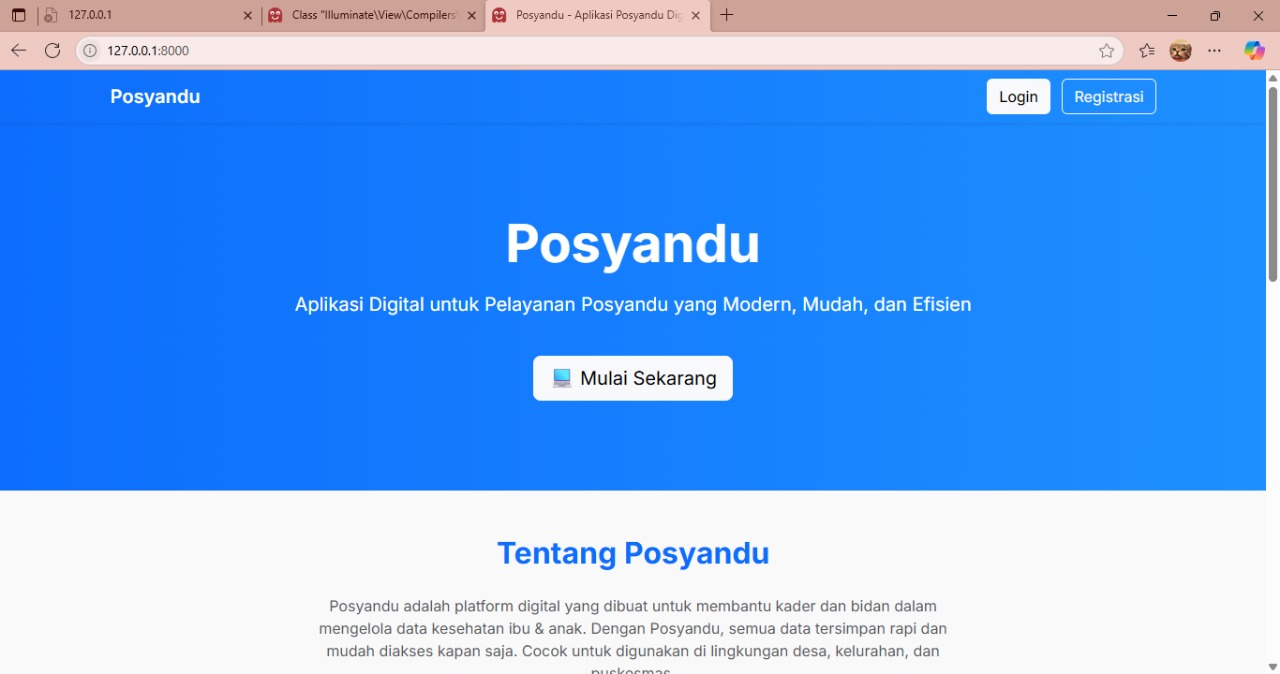 127.0.0.1
Class "Illuminate\View\Compilers\
Posyandu - Aplikasi Posyandu Dig
127.0.0.1:8000
Posyandu
Login
Registrasi
Posyandu
Aplikasi Digital untuk Pelayanan Posyandu yang Modern, Mudah, dan Efisien
Mulai Sekarang
Tentang Posyandu
Posyandu adalah platform digital yang dibuat untuk membantu kader dan bidan dalam
mengelola data kesehatan ibu & anak. Dengan Posyandu, semua data tersimpan rapi dan
mudah diakses kapan saja. Cocok untuk digunakan di lingkungan desa, kelurahan, dan
puskesmas.